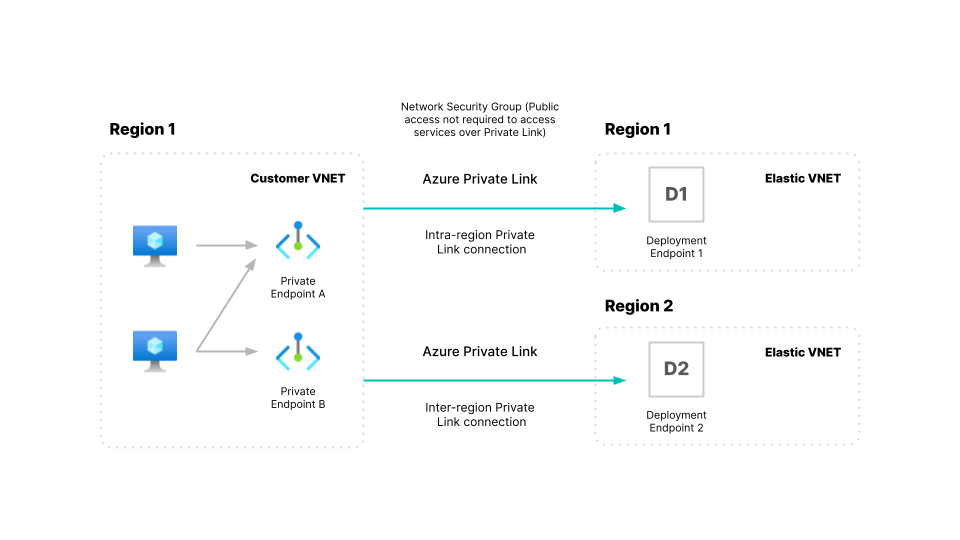 Network Security Group (Public
access not required to access
services over Private Link)
Region 1
Region 1
Customer VNET
Azure Private Link
D1
Elastic VNET
Intra-region Private
Link connection
Deployment
Endpoint 1
Private
Endpoint A
Region 2
Azure Private Link
D2
Elastic VNET
Private
Endpoint B
Inter-region Private
Link connection
Deployment
Endpoint 2